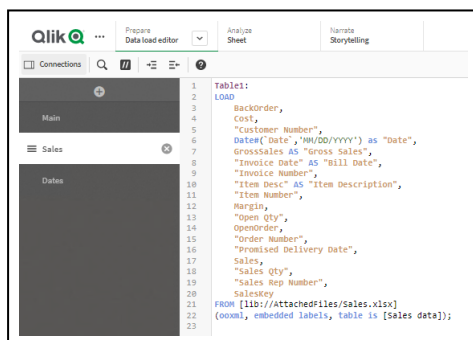 Qlik
...
Prepare
Data load editor
Analyze
Sheet
Narrate
Storytelling
Connections
//
?
Main
Sales
Dates
1 Table1:
2 LOAD
3 BackOrder,
4 Cost,
5 "Customer Number",
6 Date#(`Date`,'MM/DD/YYYY') as "Date",
7 GrossSales AS "Gross Sales",
8 "Invoice Date" AS "Bill Date",
9 "Invoice Number",
10 "Item Desc" AS "Item Description",
11 "Item Number",
12 Margin,
13 "Open Qty",
14 OpenOrder,
15 "Order Number",
16 "Promised Delivery Date",
17 Sales,
18 "Sales Qty",
19 "Sales Rep Number",
20 SalesKey
21 FROM [lib://AttachedFiles/Sales.xlsx]
22 (ooxml, embedded labels, table is [Sales data]);
23